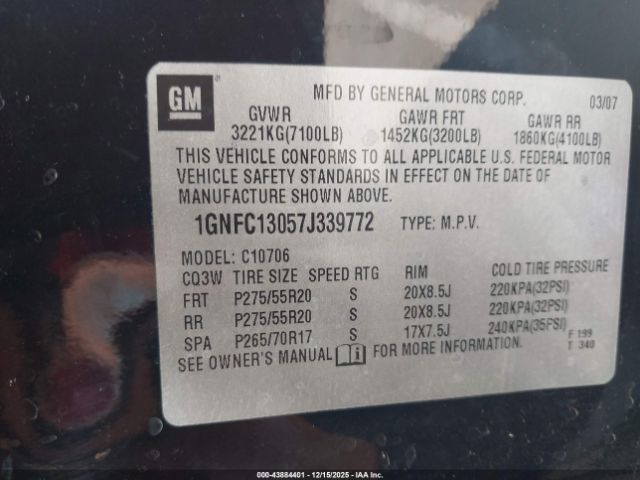 GM
MFD BY GENERAL MOTORS CORP. 03/07
GVWR GAWR FRT GAWR RR
3221KG(7100LB) 1452KG(3200LB) 1860KG(4100LB)
THIS VEHICLE CONFORMS TO ALL APPLICABLE U.S. FEDERAL MOTOR
VEHICLE SAFETY STANDARDS IN EFFECT ON THE DATE OF
MANUFACTURE SHOWN ABOVE.
1GNFC13057J339772 TYPE: M.P.V.
MODEL: C10706
CQ3W TIRE SIZE SPEED RTG RIM COLD TIRE PRESSURE
FRT P275/55R20 S 20X8.5J 220KPA(32PSI)
RR P275/55R20 S 20X8.5J 220KPA(32PSI)
SPA P265/70R17 S 17X7.5J 240KPA(35PSI)
F 199
SEE OWNER'S MANUAL FOR MORE INFORMATION. T 340
000-43884401 - 12/15/2025 - IAA Inc.